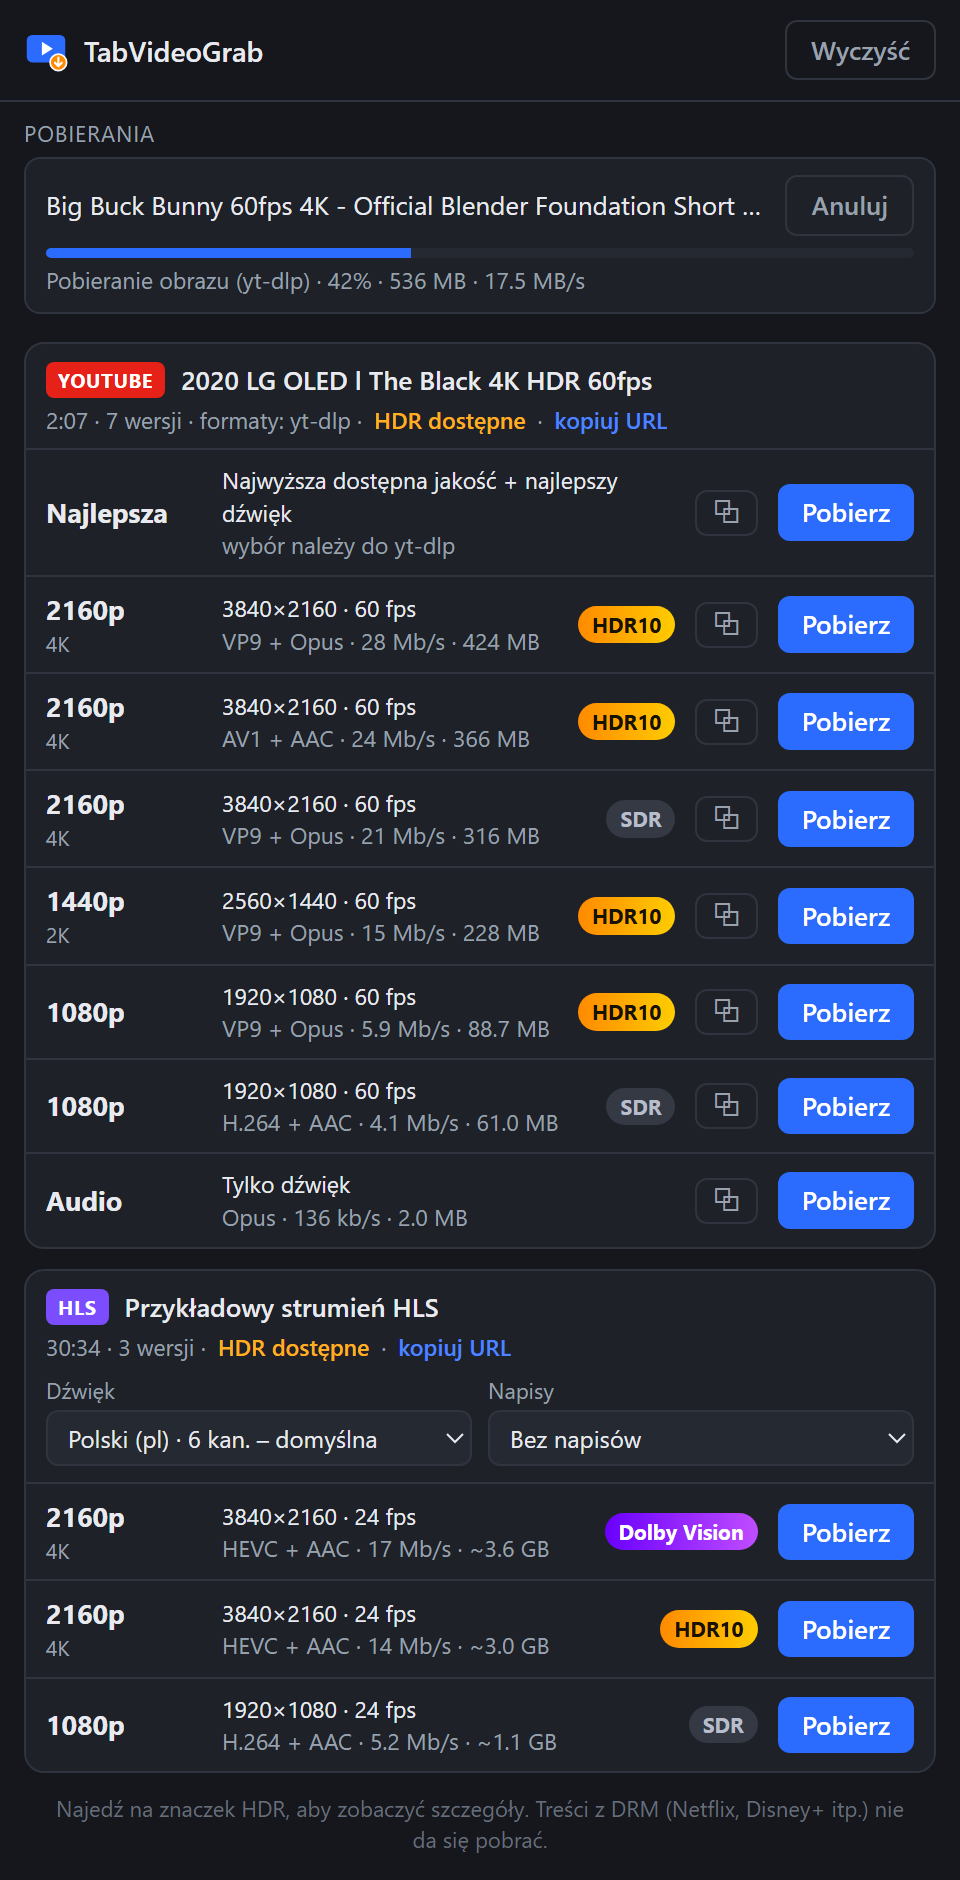 TabVideoGrab
Wyczyść
POBIERANIA
Big Buck Bunny 60fps 4K - Official Blender Foundation Short ...
Anuluj
Pobieranie obrazu (yt-dlp) · 42% · 536 MB · 17.5 MB/s
YOUTUBE 2020 LG OLED l The Black 4K HDR 60fps
2:07 · 7 wersji · formaty: yt-dlp · HDR dostępne · kopiuj URL
Najlepsza
Najwyższa dostępna jakość + najlepszy
dźwięk
wybór należy do yt-dlp
Pobierz
2160p
4K
3840×2160 · 60 fps
VP9 + Opus · 28 Mb/s · 424 MB
HDR10
Pobierz
2160p
4K
3840×2160 · 60 fps
AV1 + AAC · 24 Mb/s · 366 MB
HDR10
Pobierz
2160p
4K
3840×2160 · 60 fps
VP9 + Opus · 21 Mb/s · 316 MB
SDR
Pobierz
1440p
2K
2560×1440 · 60 fps
VP9 + Opus · 15 Mb/s · 228 MB
HDR10
Pobierz
1080p
1920×1080 · 60 fps
VP9 + Opus · 5.9 Mb/s · 88.7 MB
HDR10
Pobierz
1080p
1920×1080 · 60 fps
H.264 + AAC · 4.1 Mb/s · 61.0 MB
SDR
Pobierz
Audio
Tylko dźwięk
Opus · 136 kb/s · 2.0 MB
Pobierz
HLS Przykładowy strumień HLS
30:34 · 3 wersji · HDR dostępne · kopiuj URL
Dźwięk
Polski (pl) · 6 kan. – domyślna
Napisy
Bez napisów
2160p
4K
3840×2160 · 24 fps
HEVC + AAC · 17 Mb/s · ~3.6 GB
Dolby Vision
Pobierz
2160p
4K
3840×2160 · 24 fps
HEVC + AAC · 14 Mb/s · ~3.0 GB
HDR10
Pobierz
1080p
1920×1080 · 24 fps
H.264 + AAC · 5.2 Mb/s · ~1.1 GB
SDR
Pobierz
Najedź na znaczek HDR, aby zobaczyć szczegóły. Treści z DRM (Netflix, Disney+ itp.) nie
da się pobrać.